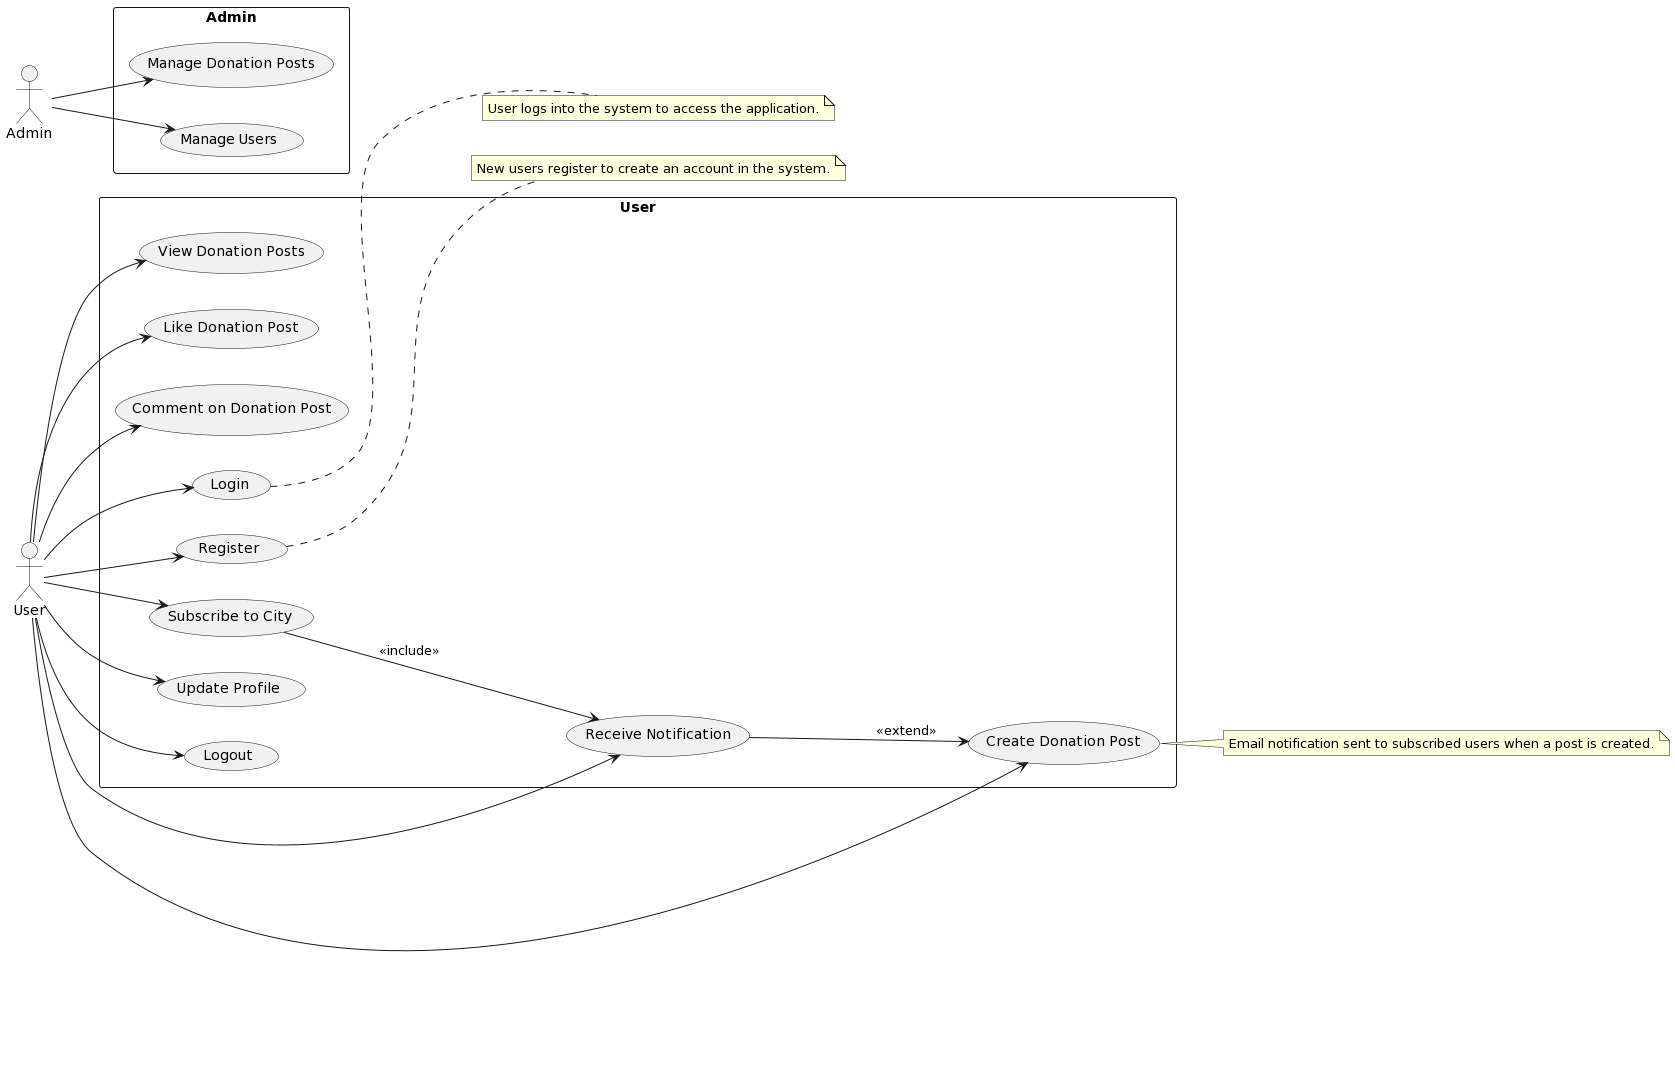 Admin
Manage Donation Posts
Manage Users
Admin
User logs into the system to access the application.
New users register to create an account in the system.
User
View Donation Posts
Like Donation Post
Comment on Donation Post
Login
Register
User
Subscribe to City
«include»
Update Profile
Receive Notification
«extend»
Create Donation Post
Email notification sent to subscribed users when a post is created.
Logout